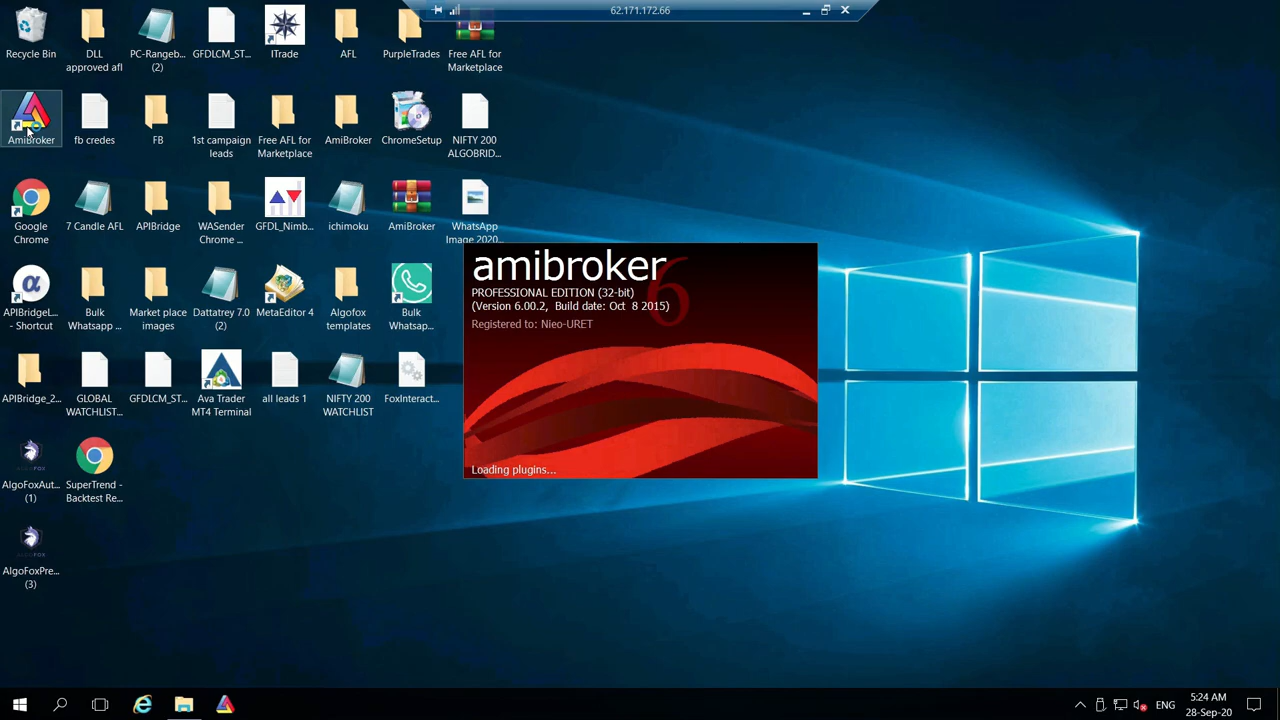 62.171.172.66
Recycle Bin
DLL
approved afl
PC-Rangeb...
(2)
GFDLCM_ST...
ITrade
AFL
PurpleTrades
Free AFL for
Marketplace
AmiBroker
fb credes
FB
1st campaign
leads
Free AFL for
Marketplace
AmiBroker
ChromeSetup
NIFTY 200
ALGOBRID...
Google
Chrome
7 Candle AFL
APIBridge
WASender
Chrome ...
GFDL_Nimb...
ichimoku
AmiBroker
WhatsApp
Image 2020...
APIBridgeL...
- Shortcut
Bulk
Whatsapp ...
Market place
images
Dattatrey 7.0
(2)
MetaEditor 4
Algofox
templates
Bulk
Whatsap...
APIBridge_2...
GLOBAL
WATCHLIST...
GFDLCM_ST...
Ava Trader
MT4 Terminal
all leads 1
NIFTY 200
WATCHLIST
FoxInteract...
AlgoFoxAut...
(1)
SuperTrend -
Backtest Re...
AlgoFoxPre...
(3)
amibroker 6
PROFESSIONAL EDITION (32-bit)
(Version 6.00.2, Build date: Oct 8 2015)
Registered to: Nieo-URET
Loading plugins...
ENG
5:24 AM
28-Sep-20